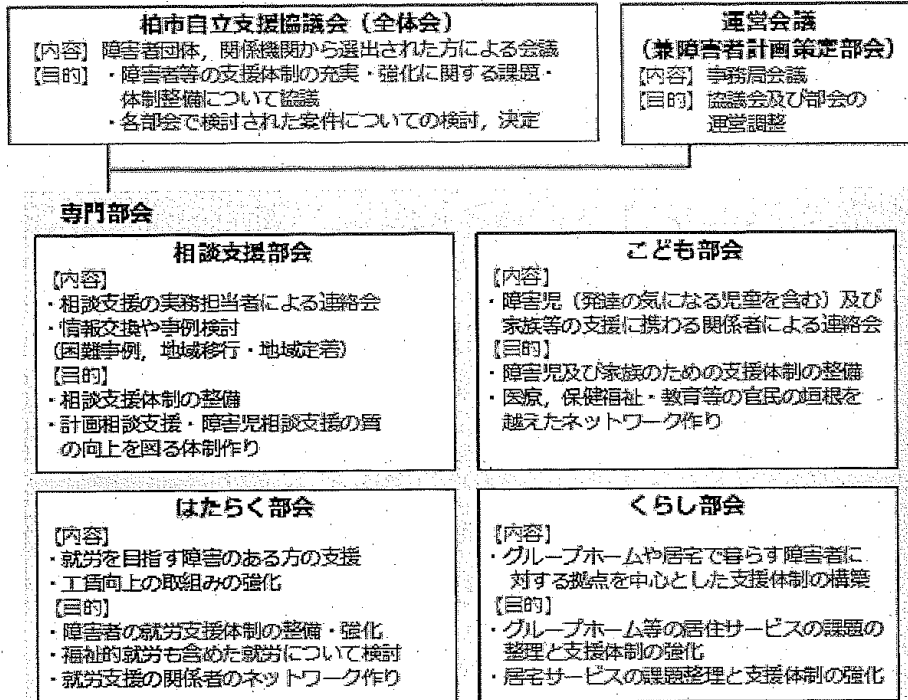 柏市自立支援協議会（全体会）
【内容】障害者団体，関係機関から選出された方による会議
【目的】・障害者等の支援体制の充実・強化に関する課題・
体制整備について協議
・各部会で検討された案件についての検討，決定
運営会議
（兼障害者計画策定部会）
【内容】事務局会議
【目的】協議会及び部会の
運営調整
専門部会
相談支援部会
【内容】
・相談支援の実務担当者による連絡会
・情報交換や事例検討
（困難事例，地域移行・地域定着）
【目的】
・相談支援体制の整備
・計画相談支援・障害児相談支援の質
の向上を図る体制作り
こども部会
【内容】
・障害児（発達の気になる児童を含む）及び
家族等の支援に携わる関係者による連絡会
【目的】
・障害児及び家族のための支援体制の整備
・医療，保健福祉・教育等の官民の垣根を
越えたネットワーク作り
はたらく部会
【内容】
・就労を目指す障害のある方の支援
・工賃向上の取組みの強化
【目的】
・障害者の就労支援体制の整備・強化
・福祉的就労も含めた就労について検討
・就労支援の関係者のネットワーク作り
くらし部会
【内容】
・グループホームや居宅で暮らす障害者に
対する拠点を中心とした支援体制の構築
【目的】
・グループホーム等の居住サービスの課題の
整理と支援体制の強化
・居宅サービスの課題整理と支援体制の強化